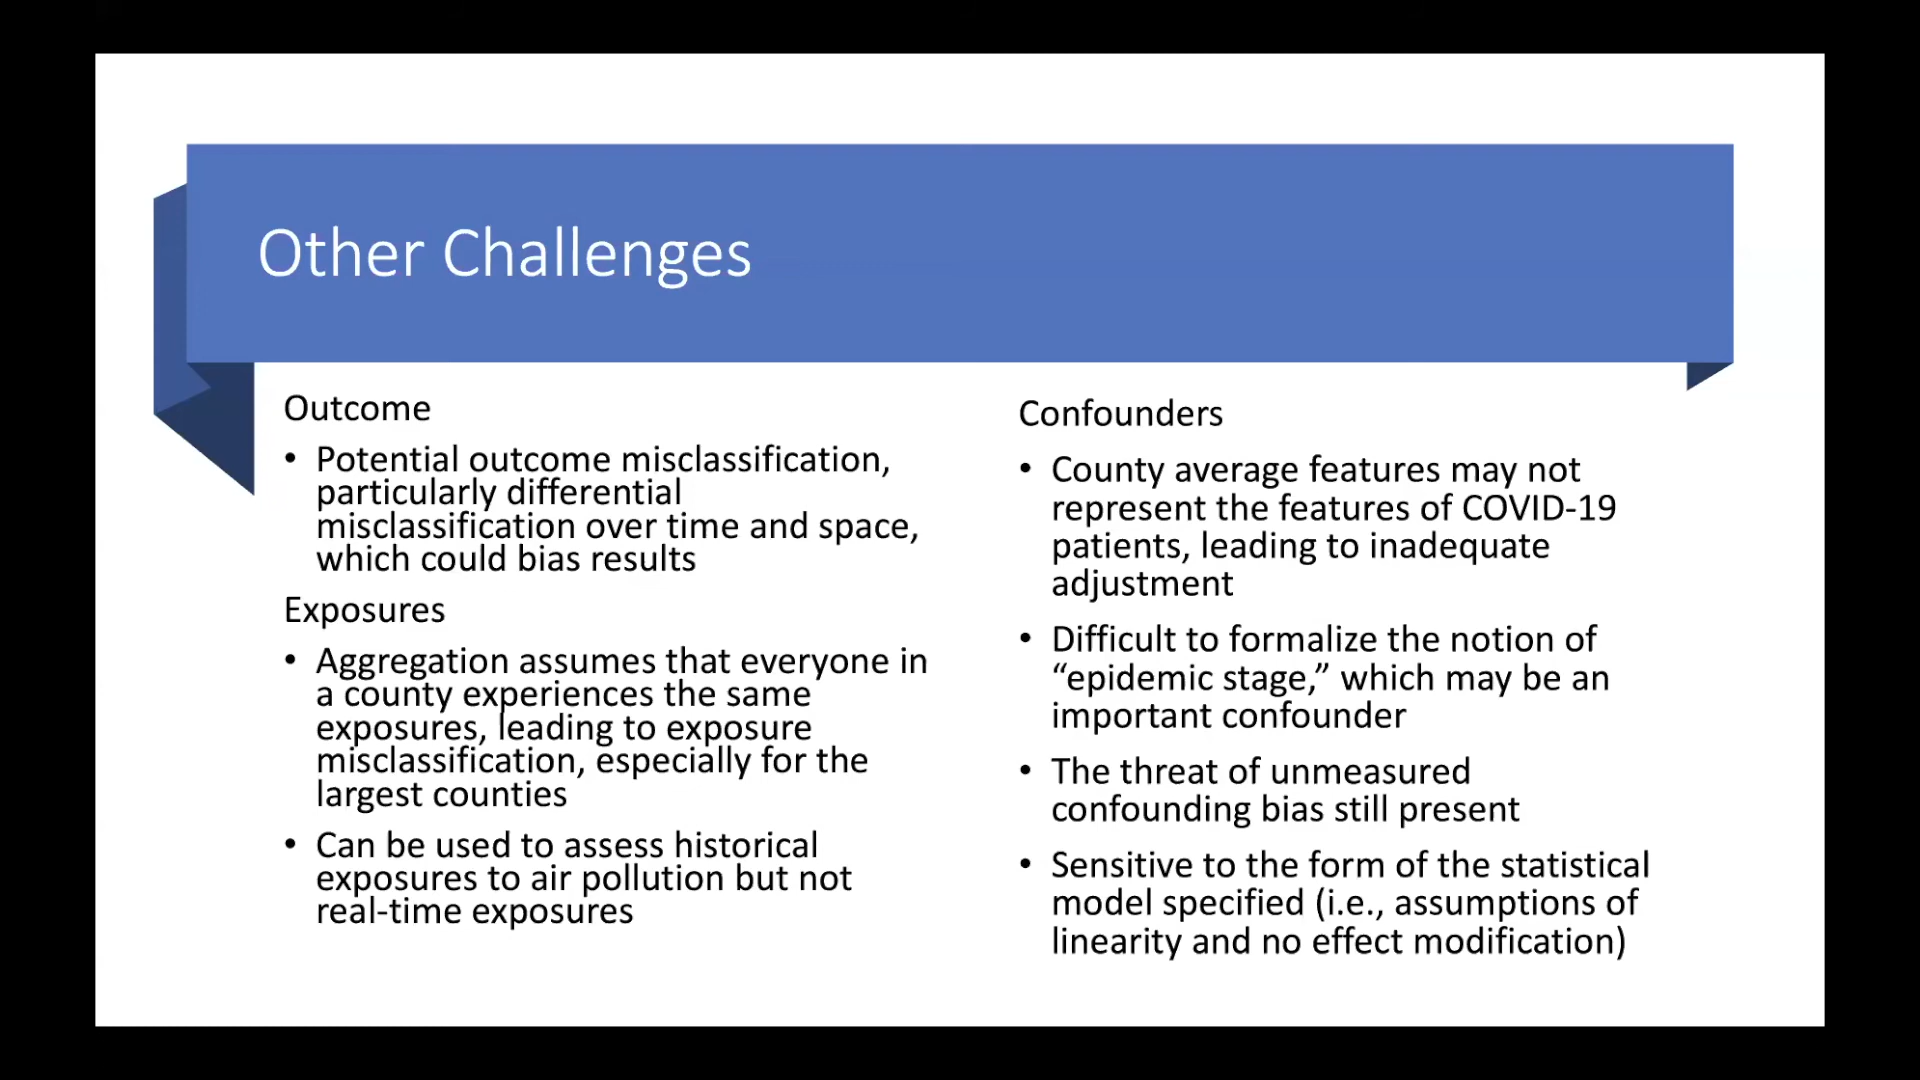 Other Challenges
Outcome
• Potential outcome misclassification,
particularly differential
misclassification over time and space,
which could bias results
Exposures
• Aggregation assumes that everyone in
a county experiences the same
exposures, leading to exposure
misclassification, especially for the
largest counties
• Can be used to assess historical
exposures to air pollution but not
real-time exposures
Confounders
• County average features may not
represent the features of COVID-19
patients, leading to inadequate
adjustment
• Difficult to formalize the notion of
“epidemic stage,” which may be an
important confounder
• The threat of unmeasured
confounding bias still present
• Sensitive to the form of the statistical
model specified (i.e., assumptions of
linearity and no effect modification)